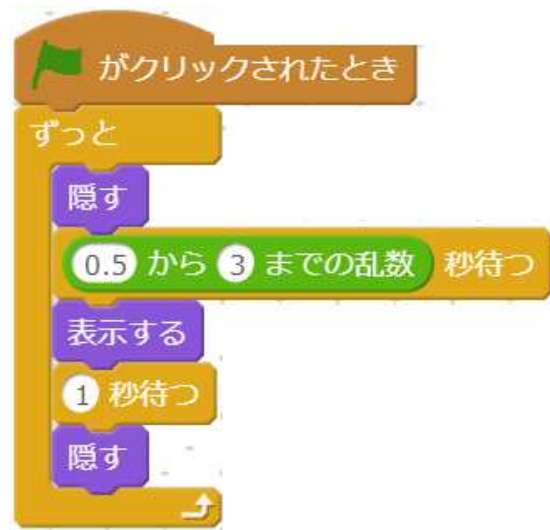 がクリックされたとき
ずっと
隠す
0.5 から 3 までの乱数 秒待つ
表示する
1 秒待つ
隠す